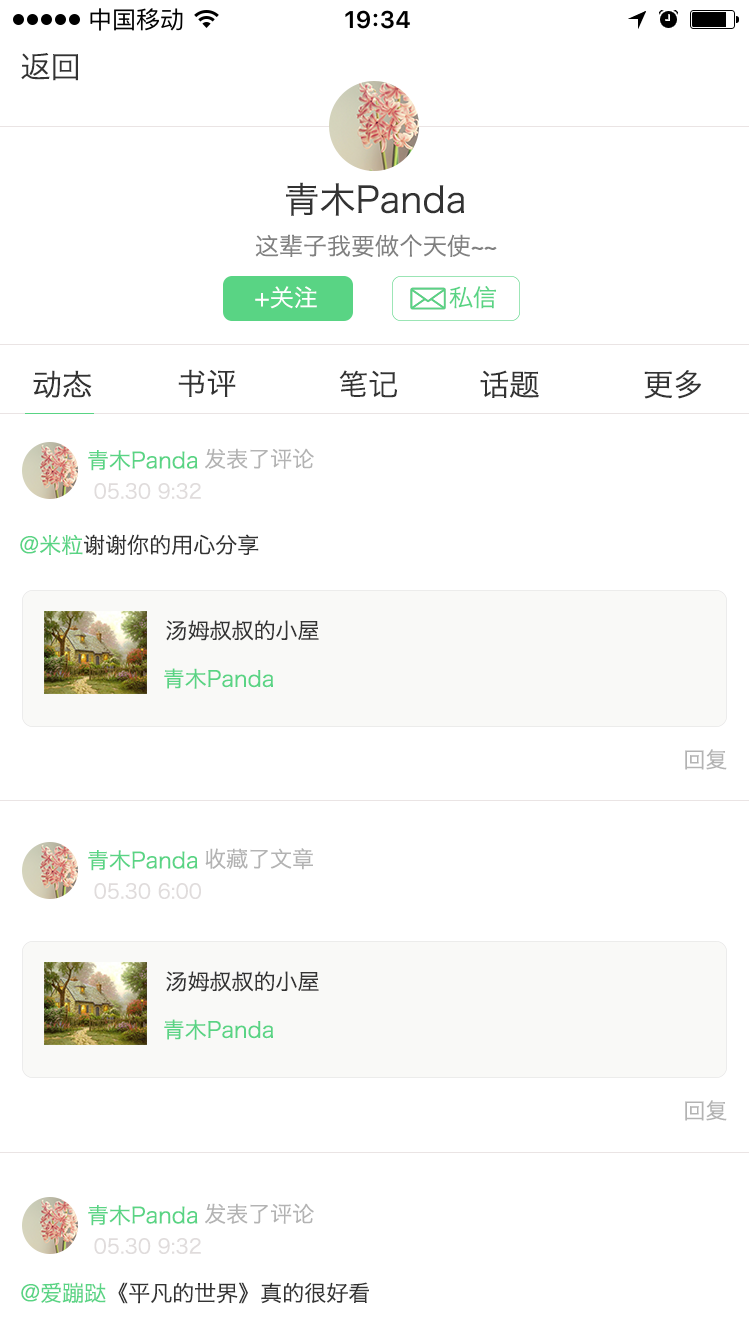 中国移动 19:34
返回
青木Panda
这辈子我要做个天使~~
+关注 私信
动态 书评 笔记 话题 更多
青木Panda 发表了评论
05.30 9:32
@米粒谢谢你的用心分享
汤姆叔叔的小屋
青木Panda
回复
青木Panda 收藏了文章
05.30 6:00
汤姆叔叔的小屋
青木Panda
回复
青木Panda 发表了评论
05.30 9:32
@爱蹦跶《平凡的世界》真的很好看